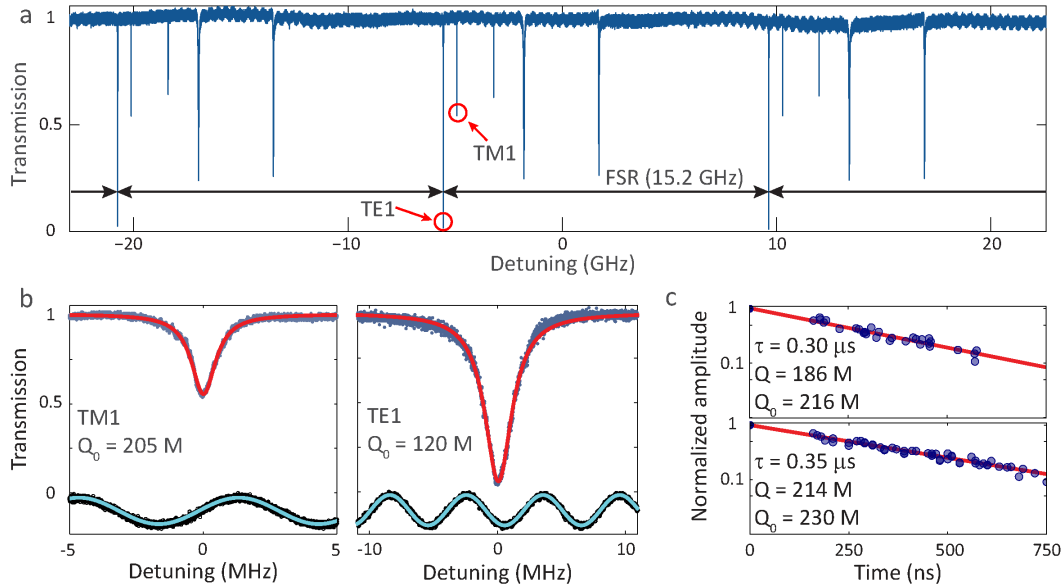 a
1
0.5
0
Transmission
TM1
FSR (15.2 GHz)
TE1
−20
−10
0
10
20
Detuning (GHz)
b
1
0.5
0
Transmission
TM1
Q0 = 205 M
-5
0
5
Detuning (MHz)
TE1
Q0 = 120 M
-10
0
10
Detuning (MHz)
c
Normalized amplitude
1
0.1
τ = 0.30 µs
Q = 186 M
Q0 = 216 M
1
1
0.1
τ = 0.35 µs
Q = 214 M
Q0 = 230 M
0
250
500
750
Time (ns)